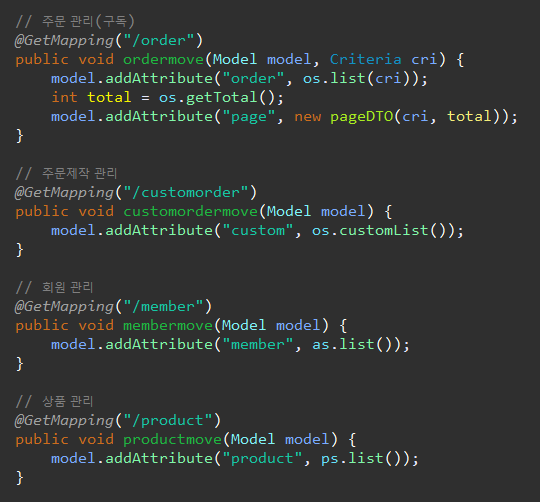 // 주문 관리(구독)
@GetMapping("/order")
public void ordermove(Model model, Criteria cri) {
    model.addAttribute("order", os.list(cri));
    int total = os.getTotal();
    model.addAttribute("page", new pageDTO(cri, total));
}

// 주문제작 관리
@GetMapping("/customorder")
public void customordermove(Model model) {
    model.addAttribute("custom", os.customList());
}

// 회원 관리
@GetMapping("/member")
public void membermove(Model model) {
    model.addAttribute("member", as.list());
}

// 상품 관리
@GetMapping("/product")
public void productmove(Model model) {
    model.addAttribute("product", ps.list());
}